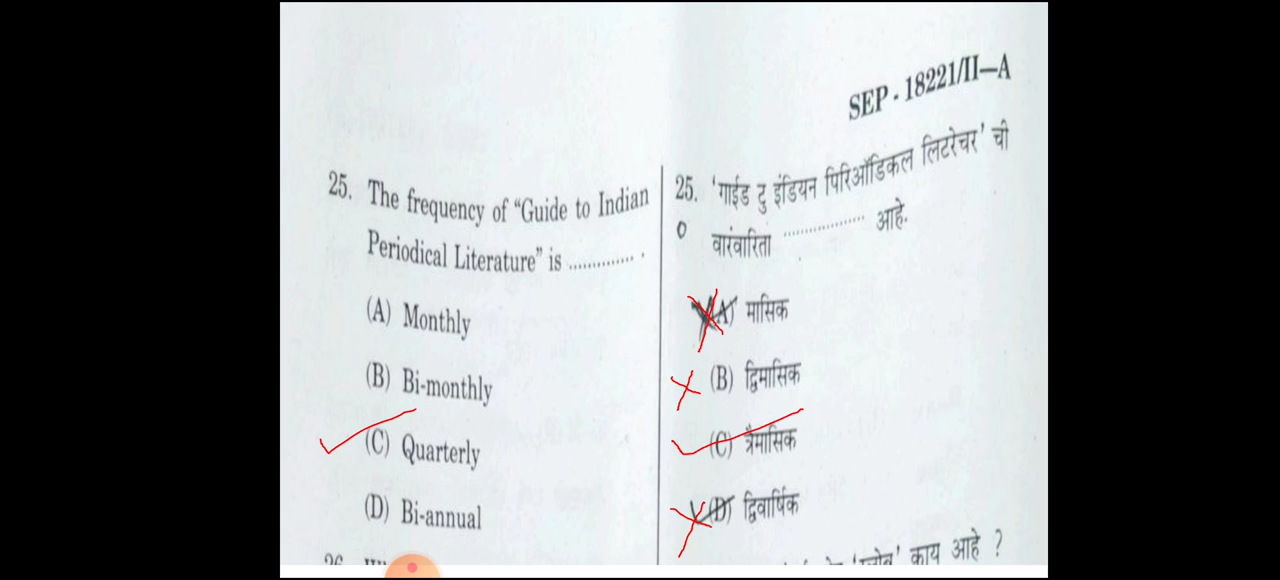 SEP - 18221/II—A
25. The frequency of “Guide to Indian
Periodical Literature” is .............. .
(A) Monthly
(B) Bi-monthly
(C) Quarterly
(D) Bi-annual
25. 'गाईड टु इंडियन पिरिऑडिकल लिटरेचर' ची
वारंवारिता .................. आहे.
(A) मासिक
(B) द्विमासिक
(C) त्रैमासिक
(D) द्विवार्षिक
काय आहे ?